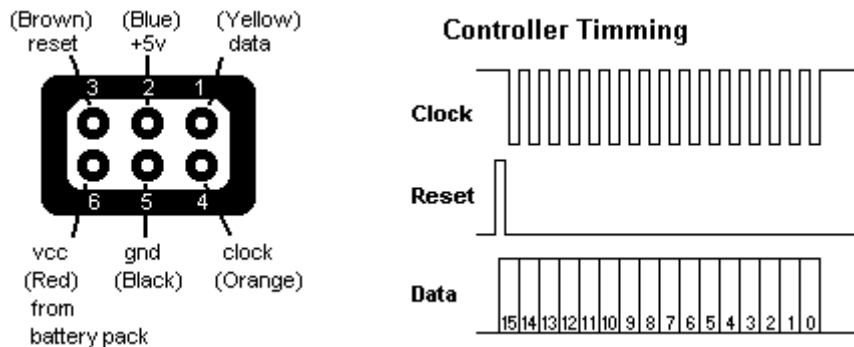 (Brown) (Blue) (Yellow)
reset +5v data
3 2 1
6 5 4
vcc gnd clock
(Red) (Black) (Orange)
from
battery pack
Controller Timming
Clock
Reset
Data
15 14 13 12 11 10 9 8 7 6 5 4 3 2 1 0